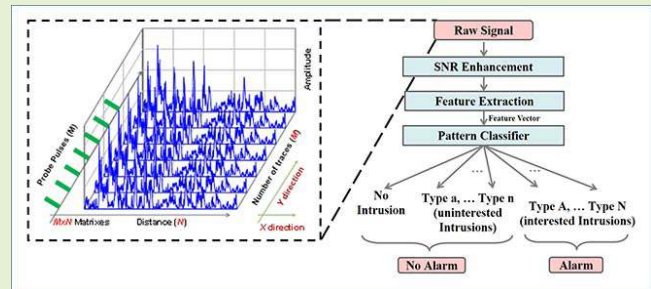 Amplitude
Probe Pulses (M)
Number of traces (M)
Y direction
X direction
MxN Matrixes
Distance (N)
Raw Signal
SNR Enhancement
Feature Extraction
Feature Vector
Pattern Classifier
... ...
No
Intrusion
Type a, ... Type n
(uninterested
Intrusions)
Type A, ... Type N
(interested Intrusions)
No Alarm
Alarm